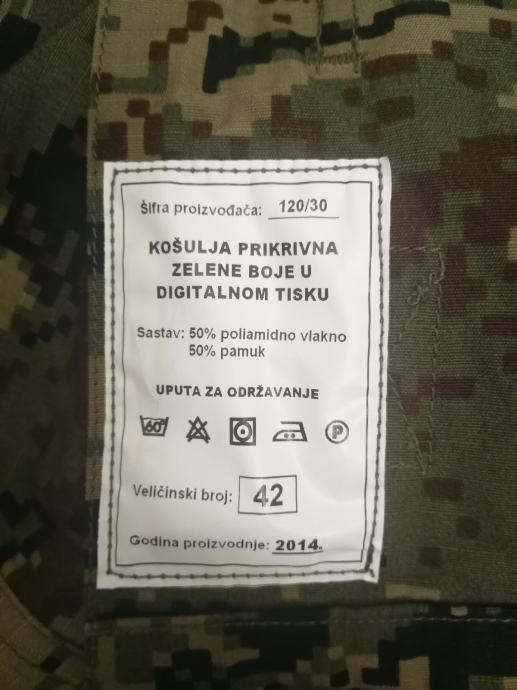 Šifra proizvođača: 120/30
KOŠULJA PRIKRIVNA
ZELENE BOJE U
DIGITALNOM TISKU
Sastav: 50% poliamidno vlakno
50% pamuk
UPUTA ZA ODRŽAVANJE
60° P
Veličinski broj: 42
Godina proizvodnje: 2014.